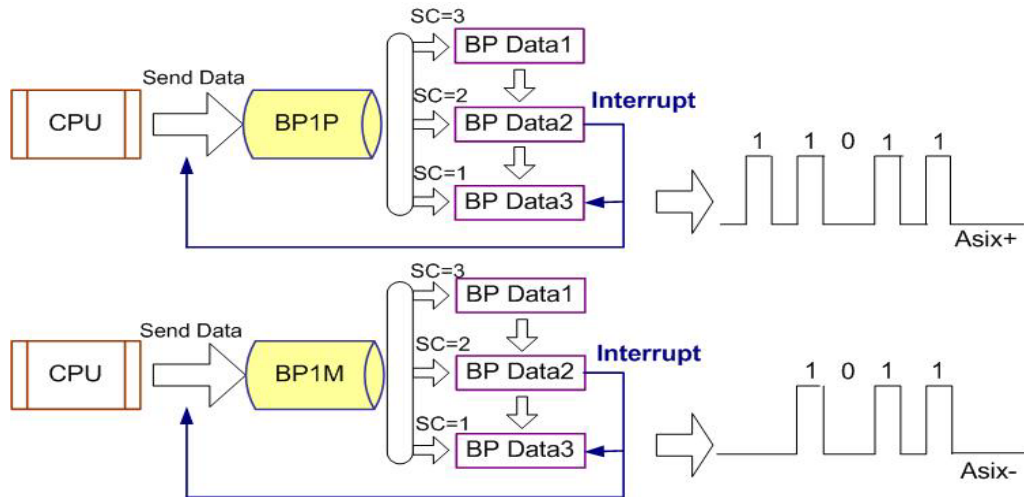 SC=3
BP Data1
Send Data
CPU
BP1P
SC=2
BP Data2
Interrupt
SC=1
BP Data3
1 1 0 1 1
Asix+
SC=3
BP Data1
Send Data
CPU
BP1M
SC=2
BP Data2
Interrupt
SC=1
BP Data3
1 0 1 1
Asix-